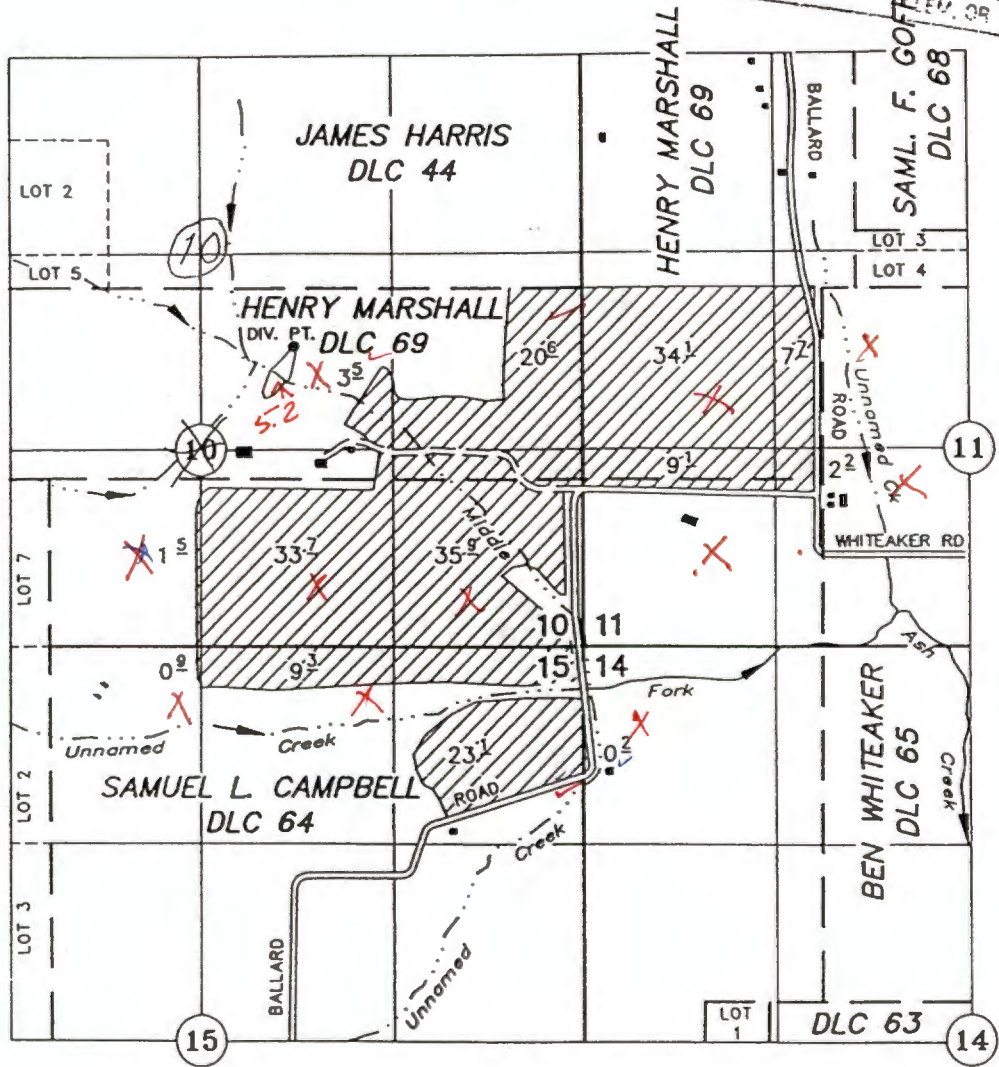 LEM, OR
JAMES HARRIS
DLC 44
HENRY MARSHALL
DLC 69
BALLARD
SAML. F. GOFF
DLC 68
LOT 2
10
LOT 5
LOT 3
LOT 4
HENRY MARSHALL
DLC 69
DIV. PT.
3 5
5.2
20 6
34 1
7 7
ROAD
Unnamed Cr
10
11
9 1
2 2
WHITEAKER RD
LOT 7
1 5
33 7
35 9
Middle
10 11
15 14
0 9
9 3
Fork
Ash
Creek
Unnamed
Creek
LOT 2
SAMUEL L. CAMPBELL
DLC 64
23 1
ROAD
0 2
Creek
Unnamed
BEN WHITEAKER
DLC 65
LOT 3
BALLARD
LOT
1
DLC 63
15
14